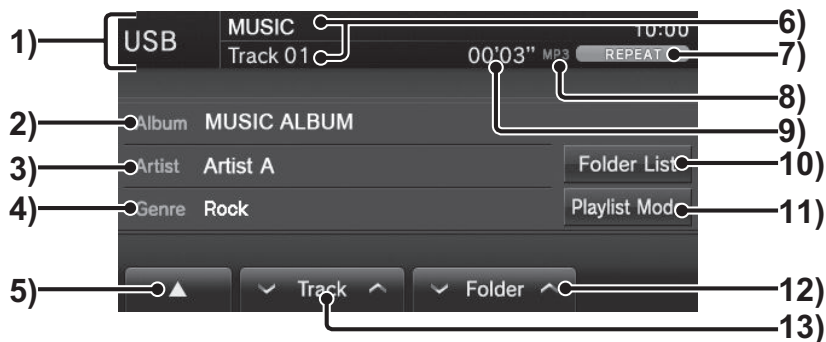 1) USB MUSIC 10:00 6)
Track 01 00'03" MP3 REPEAT 7)
8)
2) Album MUSIC ALBUM 9)
3) Artist Artist A Folder List 10)
4) Genre Rock Playlist Mode 11)
5) ▲ Track Folder 12)
13)